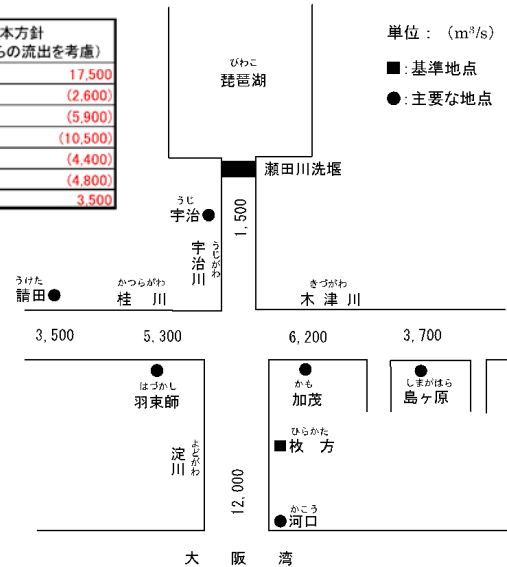 本方針
らの流出を考慮)
17,500
(2,600)
(5,900)
(10,500)
(4,400)
(4,800)
3,500
単位: (m³/s)
■:基準地点
●:主要な地点
びわこ
琵琶湖
瀬田川洗堰
うじ
宇治●
1,500
宇治川
うじがわ
うけた
請田●
かつらがわ
桂 川
きづがわ
木 津 川
3,500
5,300
6,200
3,700
はづかし
羽束師
かも
加茂
しまがはら
島ヶ原
ひらかた
■枚 方
淀川
よどがわ
12,000
かこう
●河口
大 阪 湾